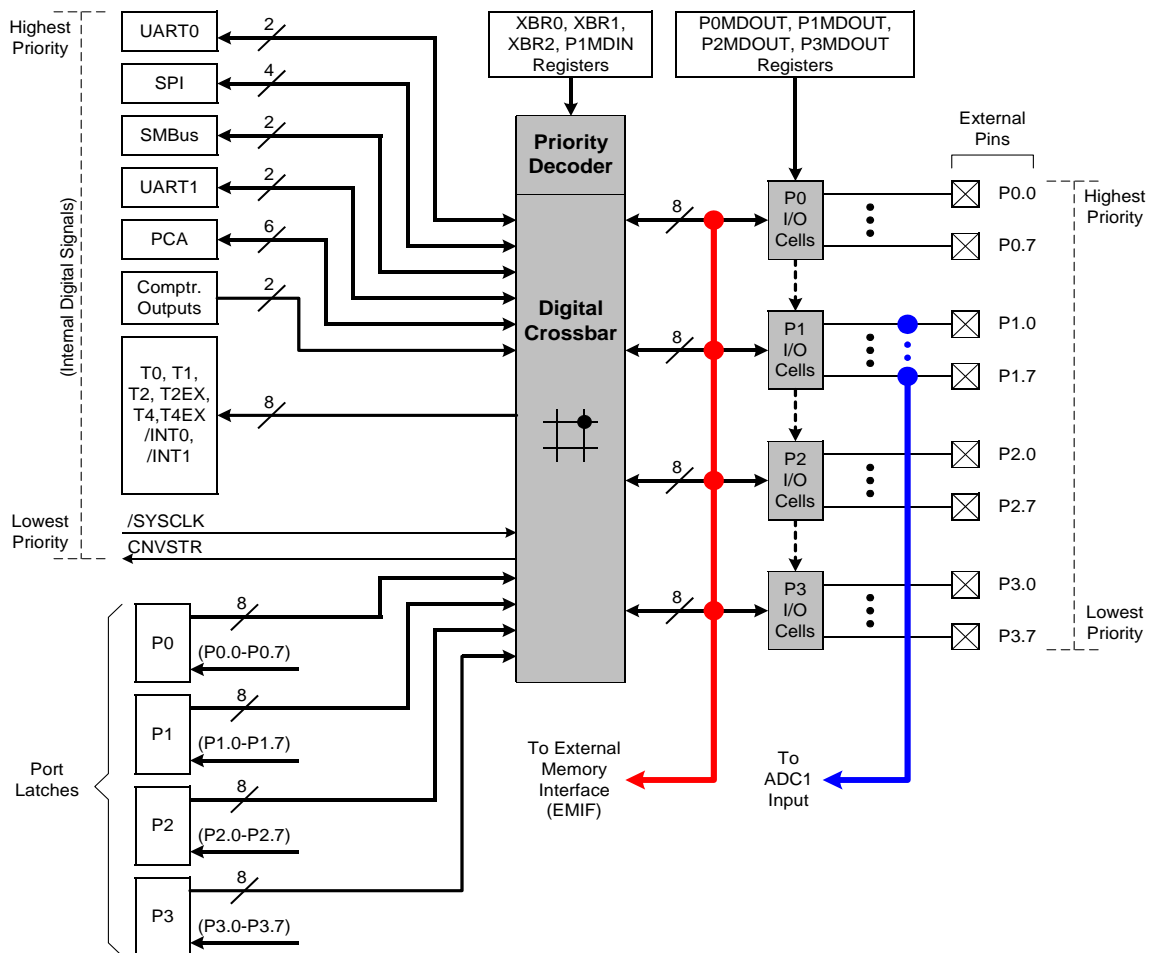 Highest
Priority
UART0
2
SPI
4
SMBus
2
UART1
2
PCA
6
Comptr.
Outputs
2
T0, T1,
T2, T2EX,
T4,T4EX
/INT0,
/INT1
8
(Internal Digital Signals)
Lowest
Priority
/SYSCLK
CNVSTR
XBR0, XBR1,
XBR2, P1MDIN
Registers
P0MDOUT, P1MDOUT,
P2MDOUT, P3MDOUT
Registers
Priority
Decoder
Digital
Crossbar
External
Pins
8
P0
I/O
Cells
P0.0
P0.7
Highest
Priority
8
P1
I/O
Cells
P1.0
P1.7
8
P2
I/O
Cells
P2.0
P2.7
8
P3
I/O
Cells
P3.0
P3.7
Lowest
Priority
Port
Latches
P0
8
(P0.0-P0.7)
P1
8
(P1.0-P1.7)
P2
8
(P2.0-P2.7)
P3
8
(P3.0-P3.7)
To External
Memory
Interface
(EMIF)
To
ADC1
Input